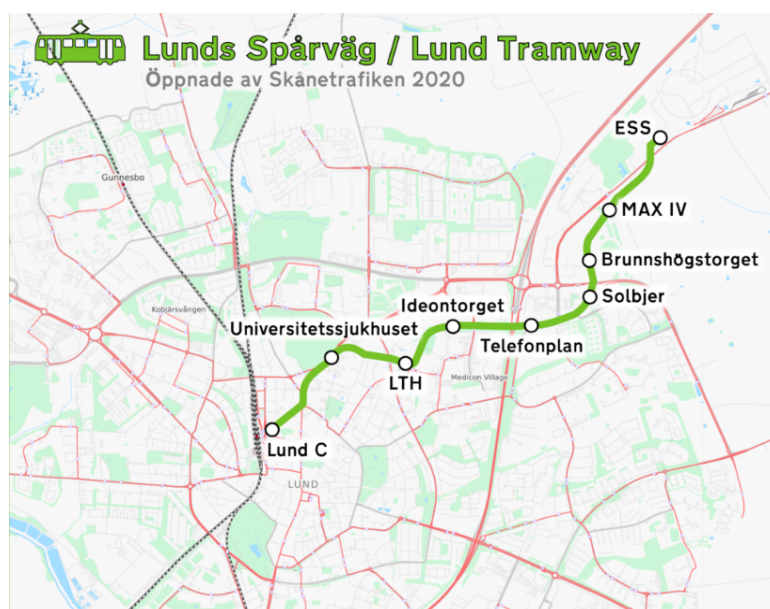 Lunds Spårväg / Lund Tramway
Öppnade av Skånetrafiken 2020
ESS
Gunnesbo
MAX IV
Brunnshögstorget
Solbjer
Ideontorget
Kobjärsvången
Universitetssjukhuset
Telefonplan
LTH
Medicon Village
Lund C
LUND